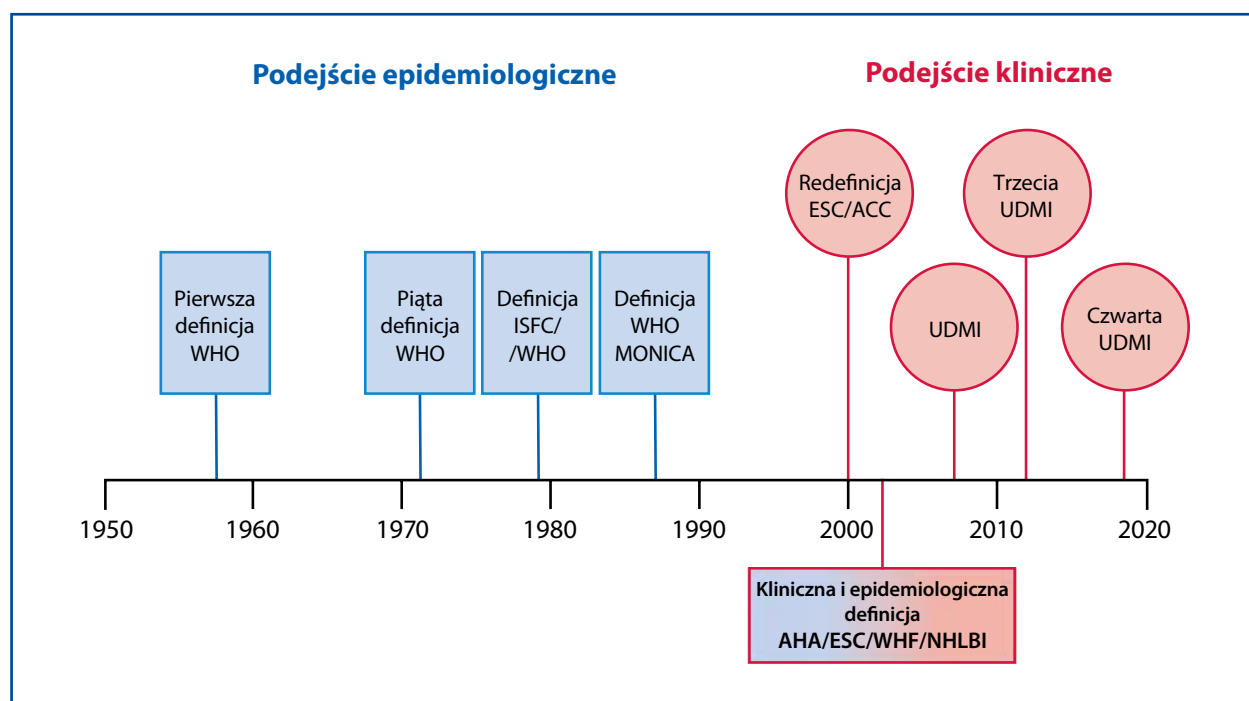 Podejście epidemiologiczne
Podejście kliniczne
Redefinicja
ESC/ACC
Trzecia
UDMI
Pierwsza
definicja
WHO
Piąta
definicja
WHO
Definicja
ISFC/
/WHO
Definicja
WHO
MONICA
UDMI
Czwarta
UDMI
1950
1960
1970
1980
1990
2000
2010
2020
Kliniczna i epidemiologiczna
definicja
AHA/ESC/WHF/NHLBI